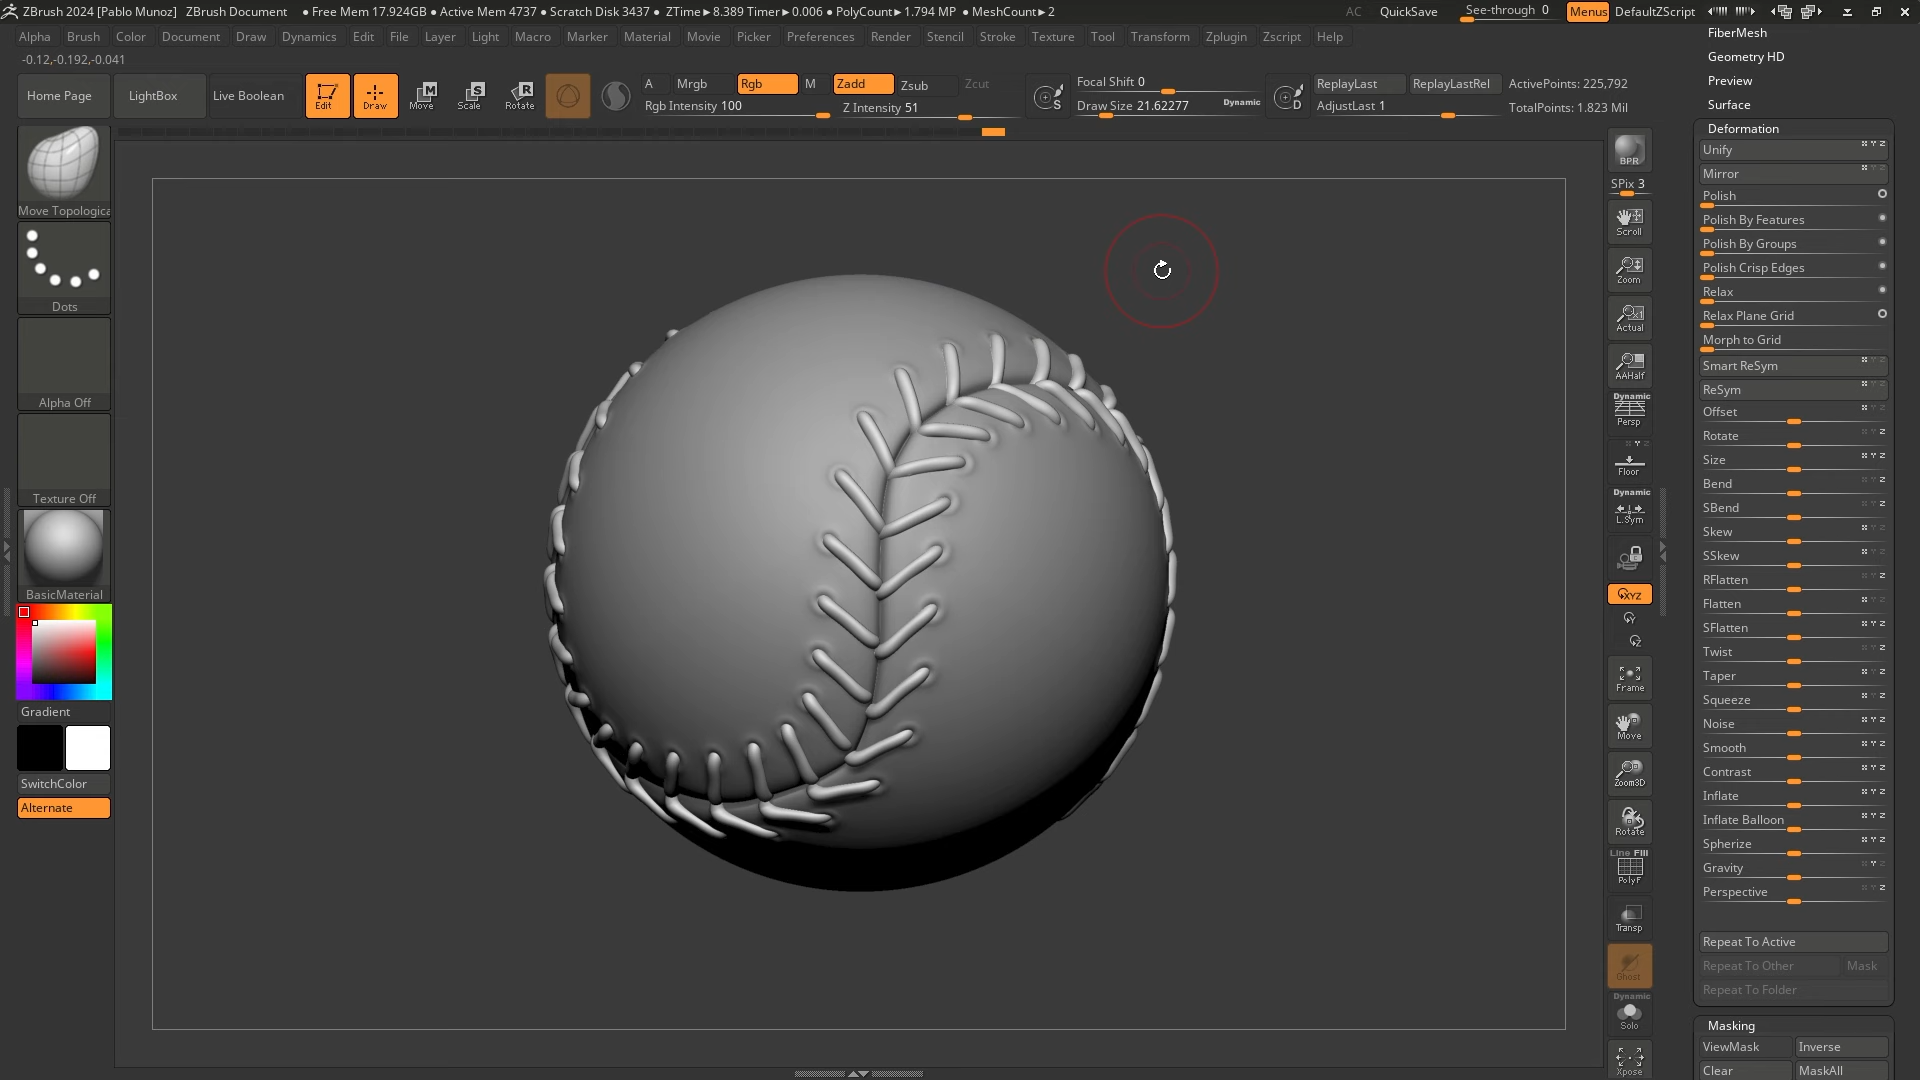 ZBrush 2024 [Pablo Munoz] ZBrush Document ● Free Mem 17.924GB ● Active Mem 4737 ● Scratch Disk 3437 ● ZTime►8.389 Timer►0.006 ● PolyCount►1.794 MP ● MeshCount►2 AC QuickSave See-through 0 Menus DefaultZScript
Alpha Brush Color Document Draw Dynamics Edit File Layer Light Macro Marker Material Movie Picker Preferences Render Stencil Stroke Texture Tool Transform Zplugin Zscript Help
-0.12,-0.192,-0.041
Home Page LightBox Live Boolean Edit Draw Move Scale Rotate
A Mrgb Rgb M Zadd Zsub Zcut
Rgb Intensity 100 Z Intensity 51
S Focal Shift 0
Draw Size 21.62277 Dynamic
D ReplayLast ReplayLastRel
AdjustLast 1
ActivePoints: 225,792
TotalPoints: 1.823 Mil
Move Topologica
Dots
Alpha Off
Texture Off
BasicMaterial
Gradient
SwitchColor
Alternate
BPR
SPix 3
Scroll
Zoom
Actual
AAHalf
Dynamic
Persp
Floor
Dynamic
L.Sym
XYZ
Y
Z
Frame
Move
Zoom3D
Rotate
Line Fill
PolyF
Transp
Ghost
Dynamic
Solo
Xpose
FiberMesh
Geometry HD
Preview
Surface
Deformation
Unify
Mirror
Polish
Polish By Features
Polish By Groups
Polish Crisp Edges
Relax
Relax Plane Grid
Morph to Grid
Smart ReSym
ReSym
Offset
Rotate
Size
Bend
SBend
Skew
SSkew
RFlatten
Flatten
SFlatten
Twist
Taper
Squeeze
Noise
Smooth
Contrast
Inflate
Inflate Balloon
Spherize
Gravity
Perspective
Repeat To Active
Repeat To Other Mask
Repeat To Folder
Masking
ViewMask Inverse
Clear MaskAll